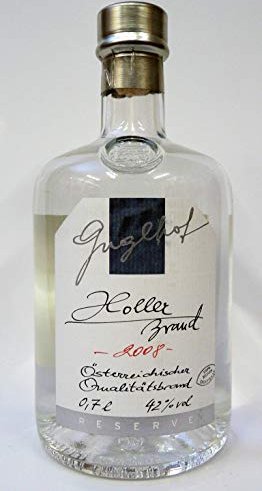 Guglhof
Holler
Brand
- 2008 -
Österreichischer
Qualitätsbrand
0,7 l 42% vol
RESERVE